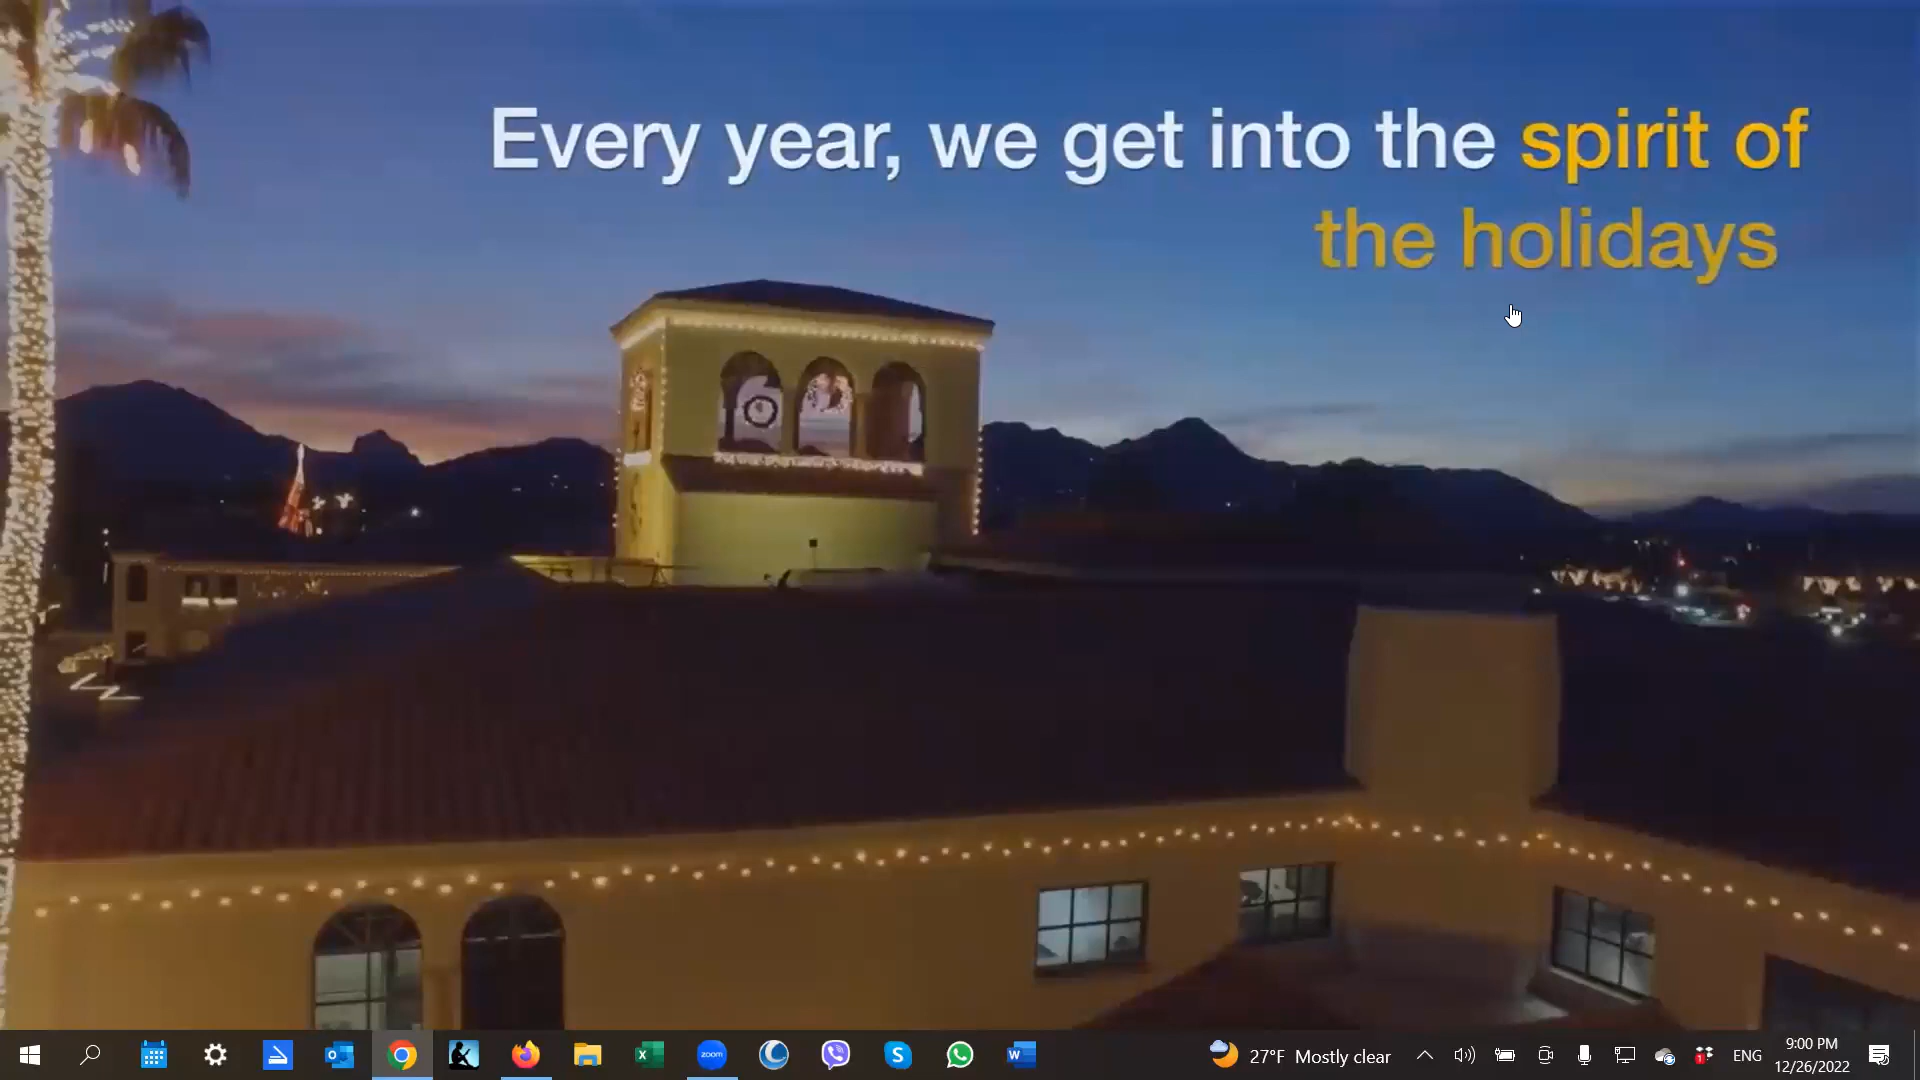 Every year, we get into the spirit of
the holidays
zoom
27°F Mostly clear
ENG
9:00 PM
12/26/2022